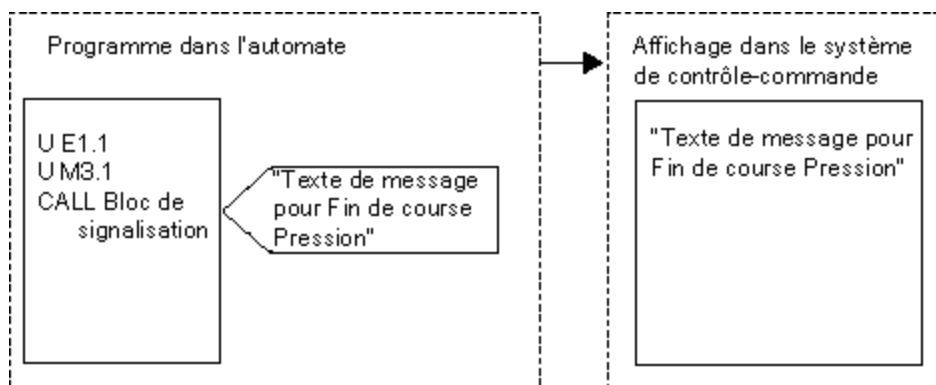 Programme dans l'automate
U E1.1
U M3.1
CALL Bloc de
signalisation
"Texte de message
pour Fin de course
Pression"
Affichage dans le système
de contrôle-commande
"Texte de message pour
Fin de course Pression"